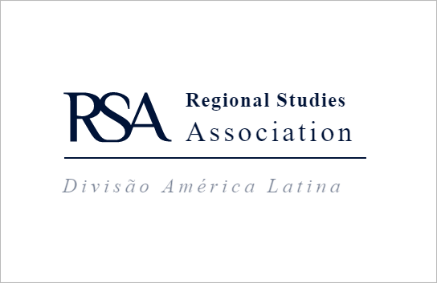 RSA
Regional Studies
Association
Divisão América Latina